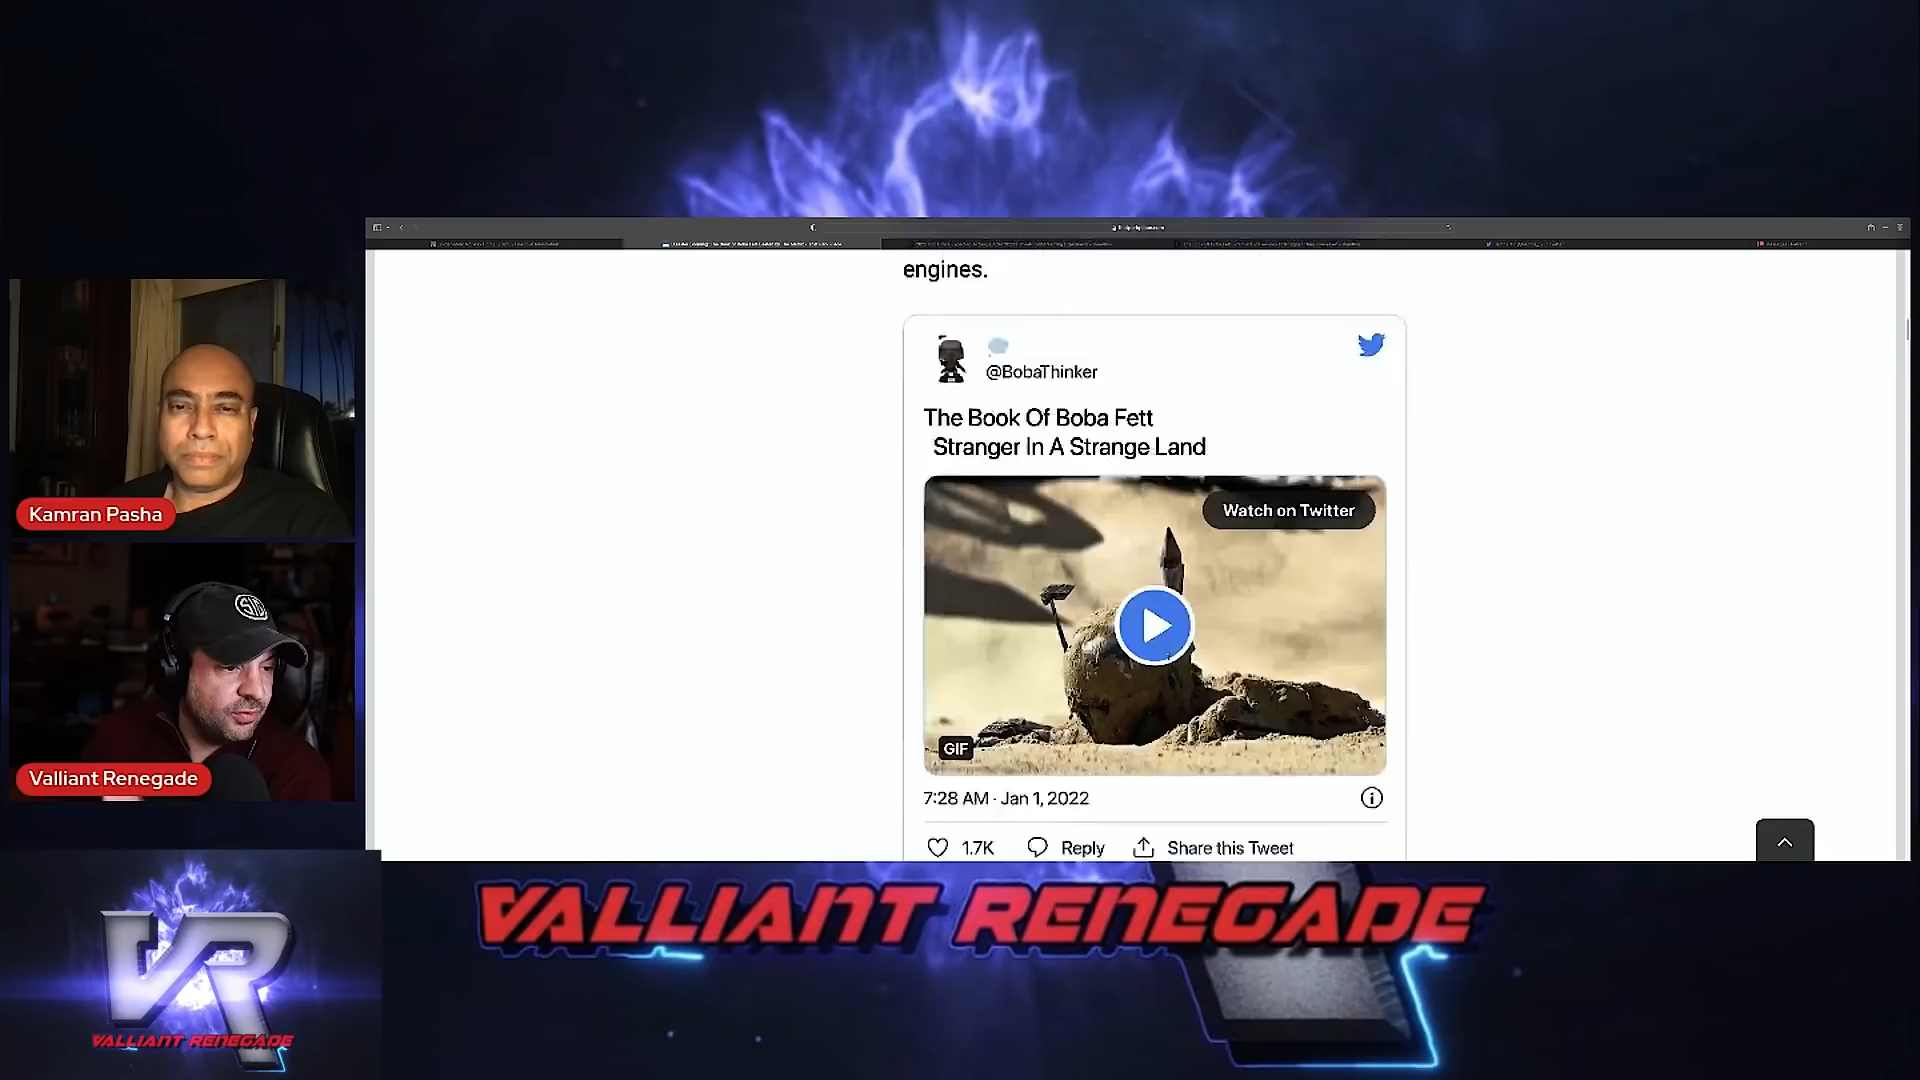 engines.
@BobaThinker
The Book Of Boba Fett
Stranger In A Strange Land
Watch on Twitter
GIF
7:28 AM · Jan 1, 2022
1.7K
Reply
Share this Tweet
Kamran Pasha
SIG
Valliant Renegade
VALLIANT RENEGADE
VR
VALLIANT RENEGADE